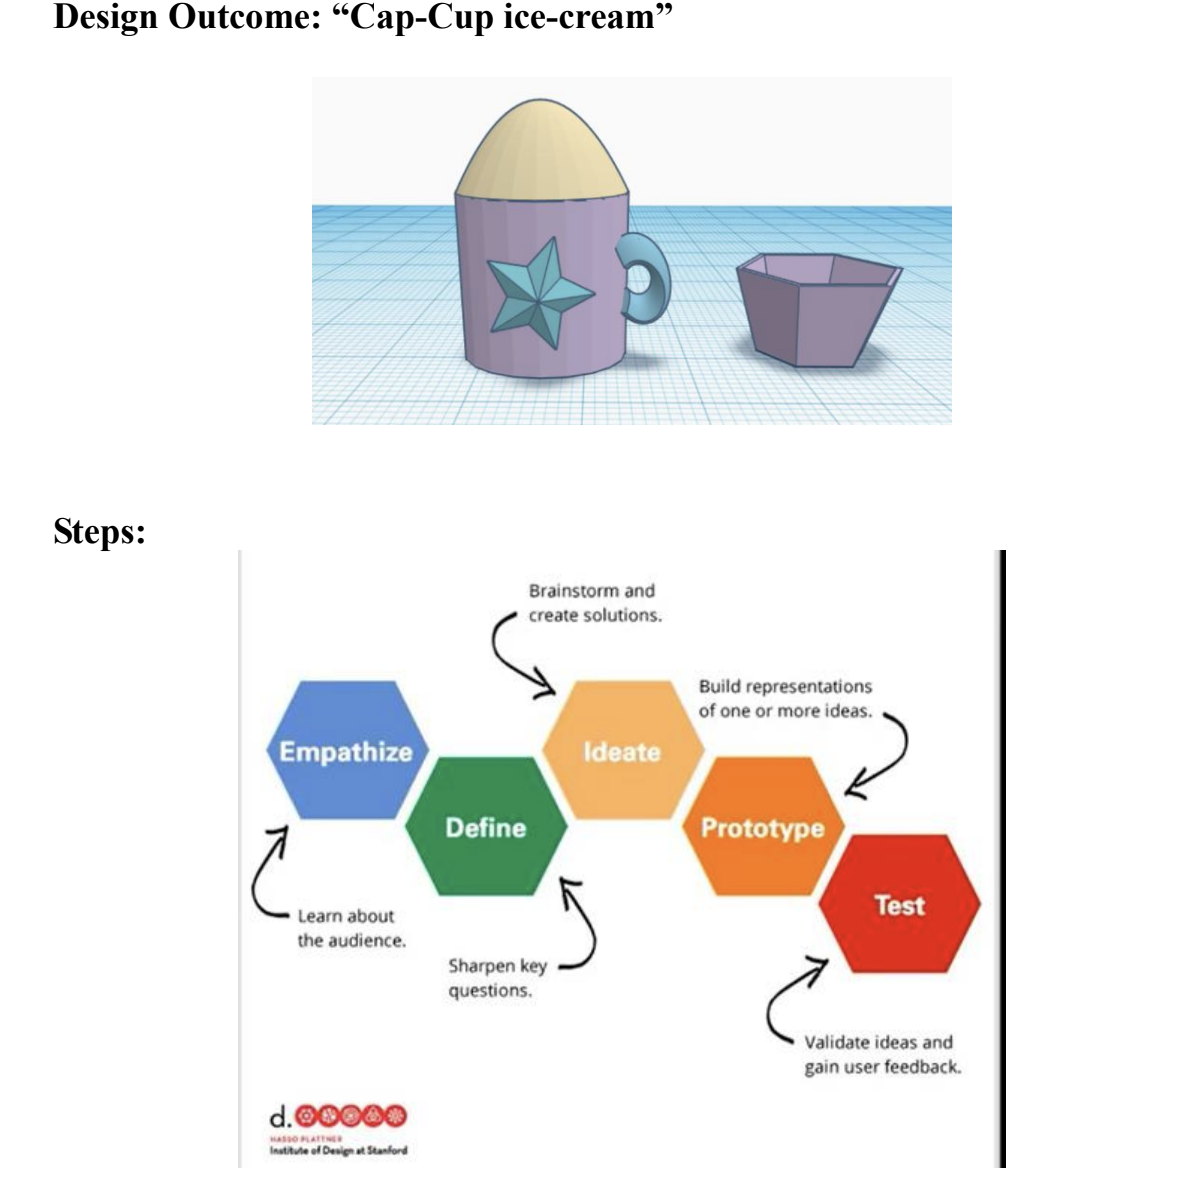 Design Outcome: “Cap-Cup ice-cream”
Steps:
Brainstorm and
create solutions.
Build representations
of one or more ideas.
Empathize
Ideate
Define
Prototype
Test
Learn about
the audience.
Sharpen key
questions.
Validate ideas and
gain user feedback.
d.
HASSO PLATTNER
Institute of Design at Stanford